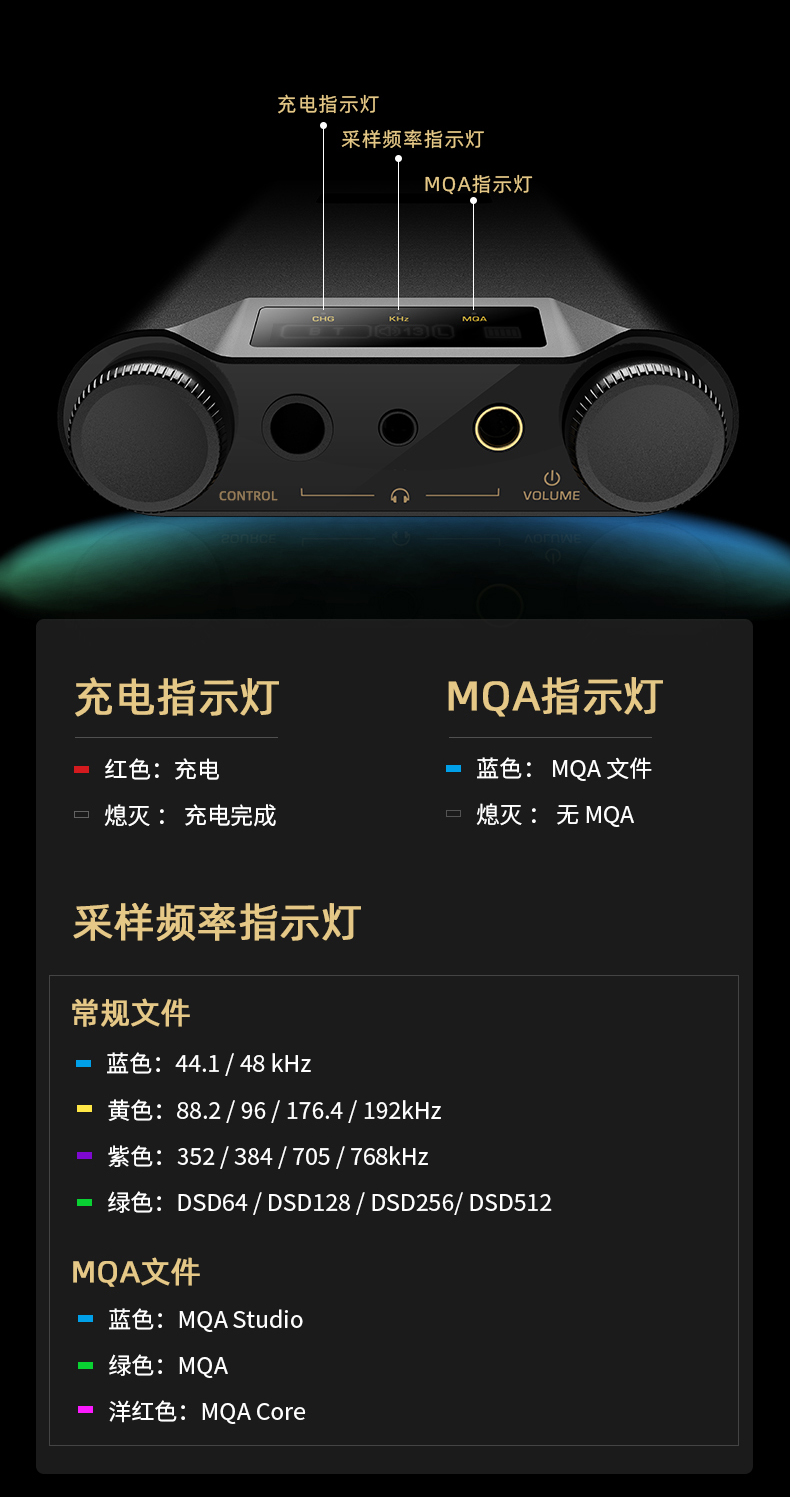 充电指示灯
采样频率指示灯
MQA指示灯
CHG KHz MQA
CONTROL
VOLUME
充电指示灯
红色：充电
熄灭： 充电完成
MQA指示灯
蓝色： MQA 文件
熄灭： 无 MQA
采样频率指示灯
常规文件
蓝色：44.1 / 48 kHz
黄色：88.2 / 96 / 176.4 / 192kHz
紫色：352 / 384 / 705 / 768kHz
绿色：DSD64 / DSD128 / DSD256/ DSD512
MQA文件
蓝色：MQA Studio
绿色：MQA
洋红色：MQA Core